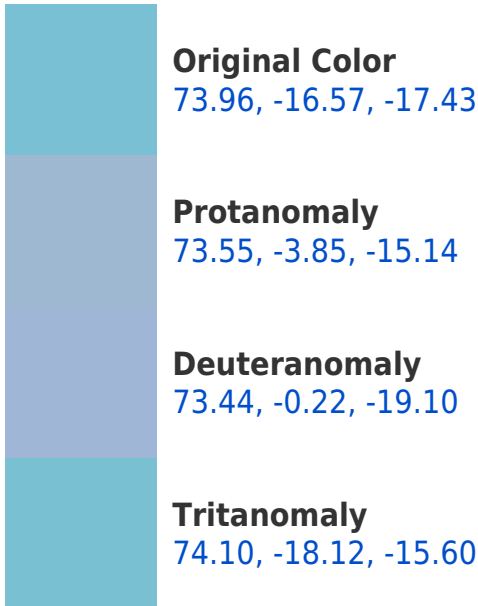 Original Color
73.96, -16.57, -17.43
Protanomaly
73.55, -3.85, -15.14
Deuteranomaly
73.44, -0.22, -19.10
Tritanomaly
74.10, -18.12, -15.60